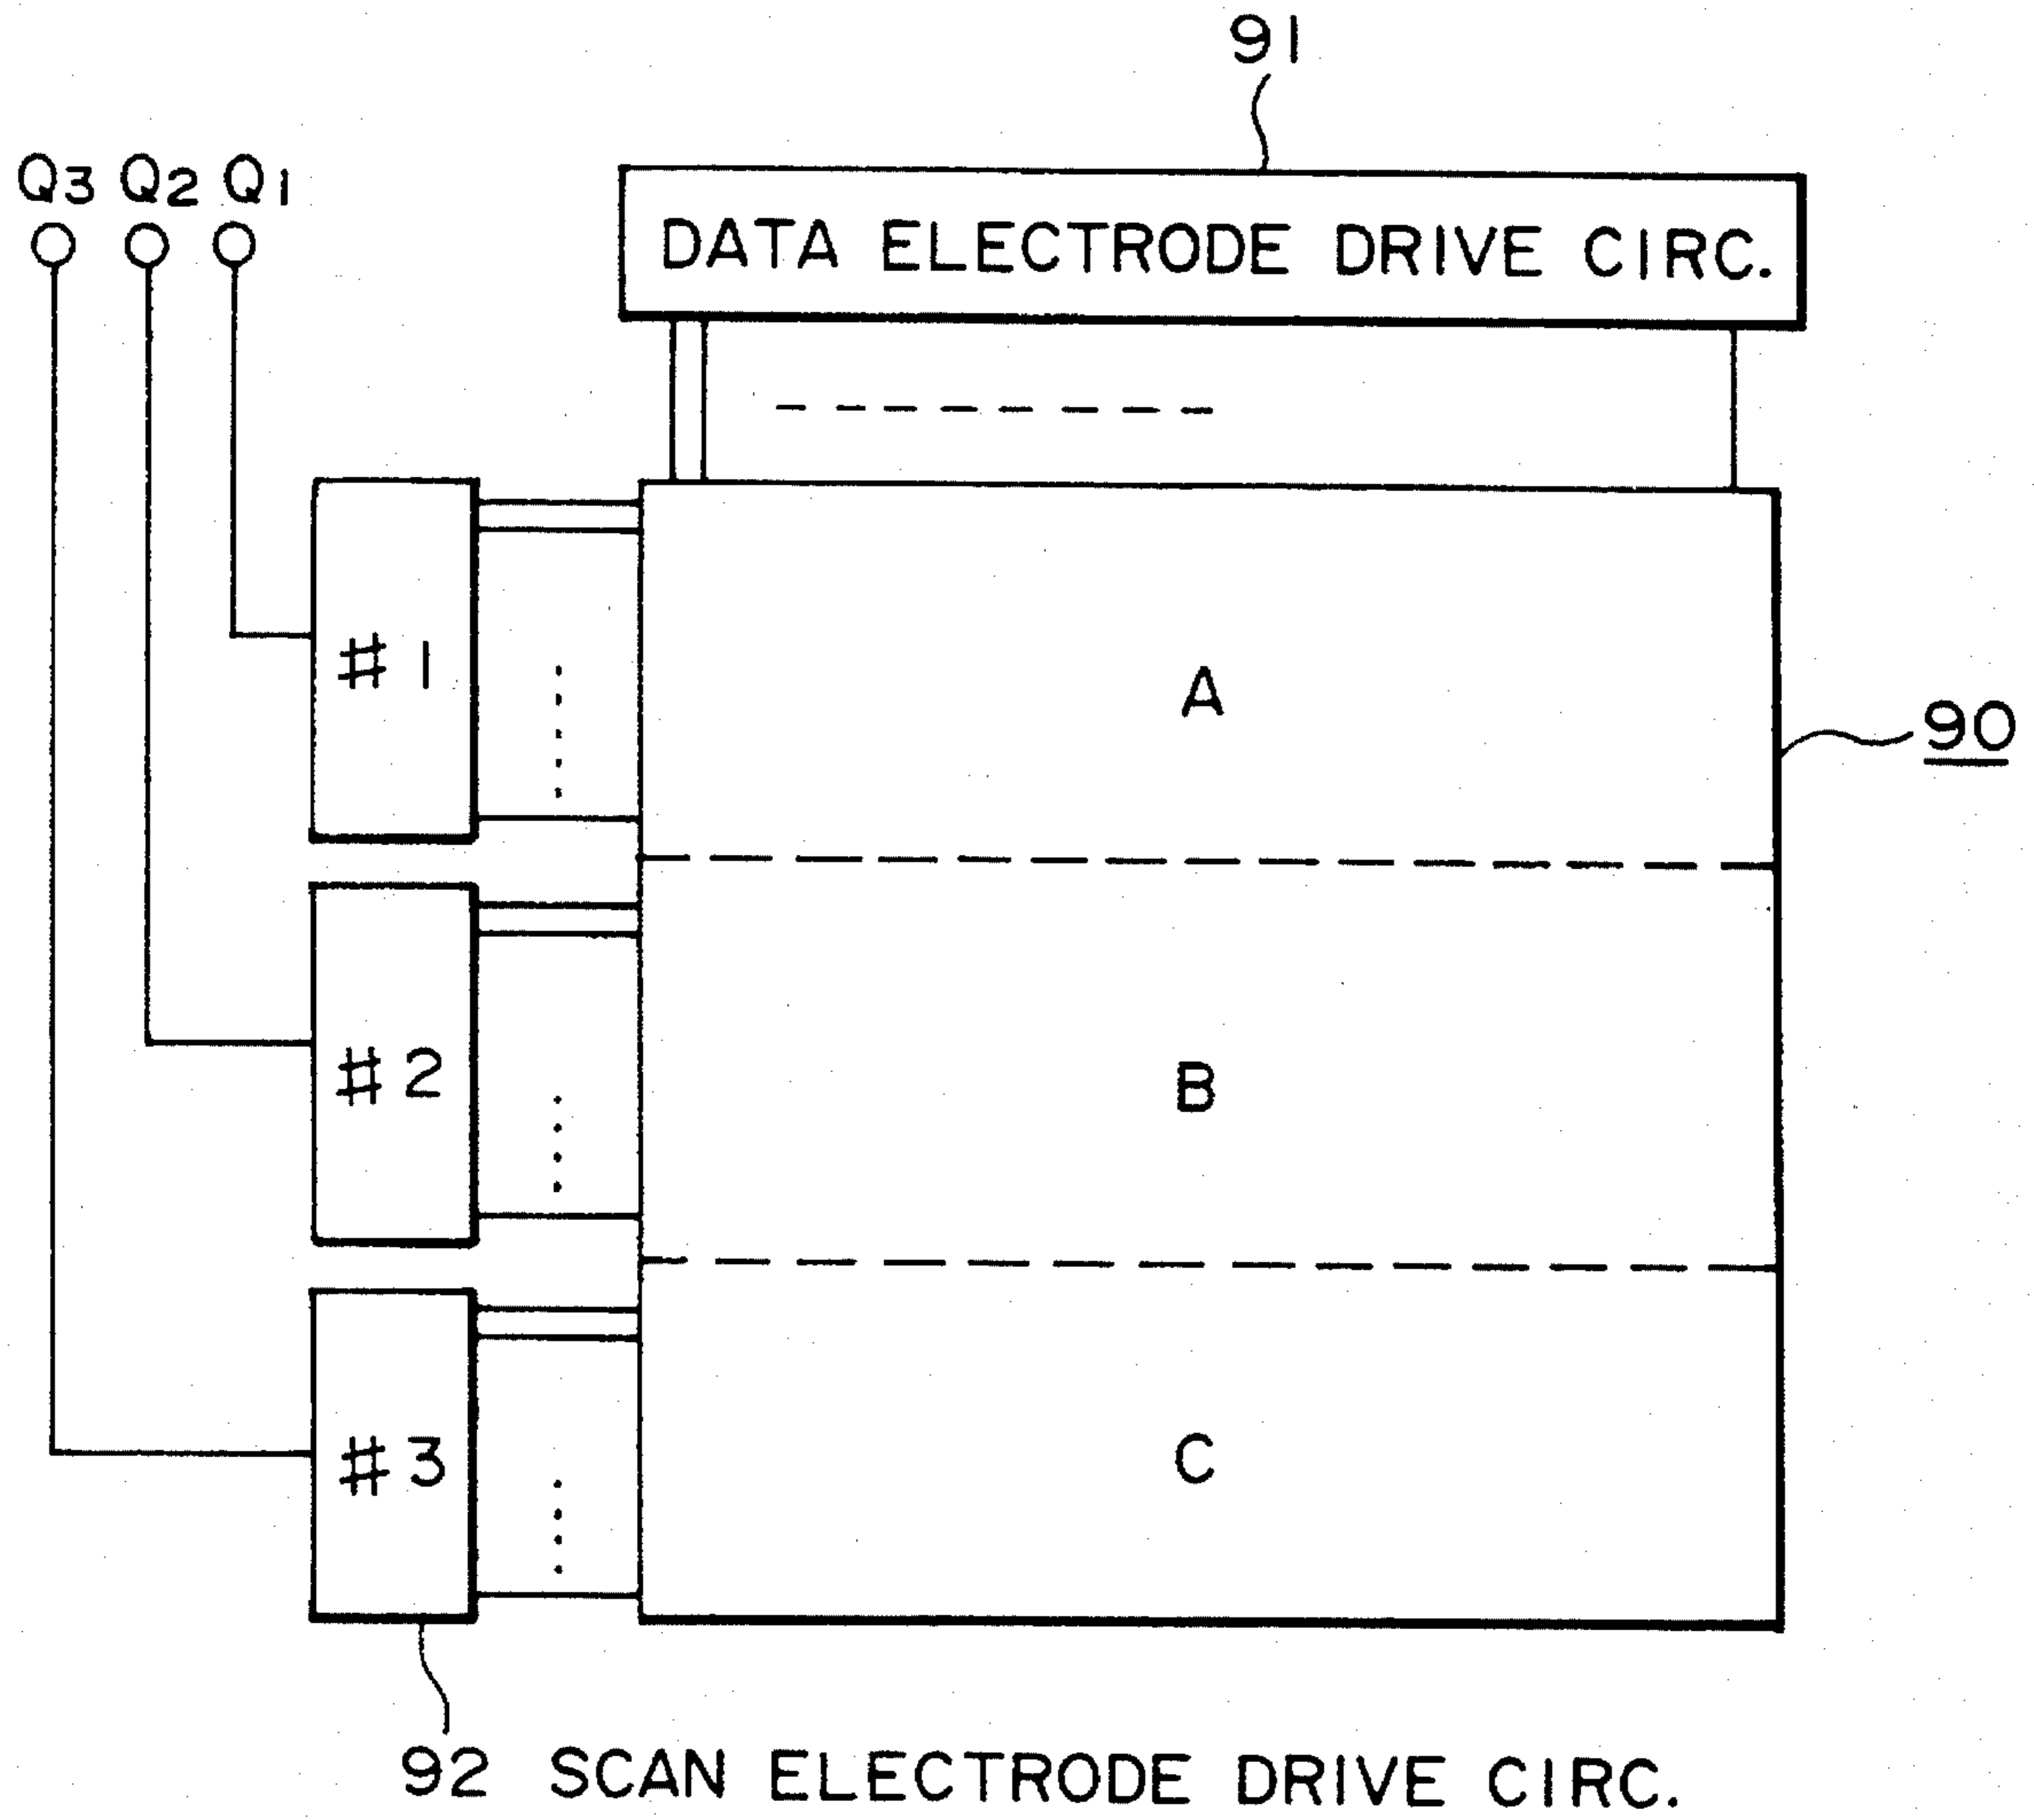 91
Q3 Q2 Q1
DATA ELECTRODE DRIVE CIRC.
#1
A
90
#2
B
#3
C
92 SCAN ELECTRODE DRIVE CIRC.